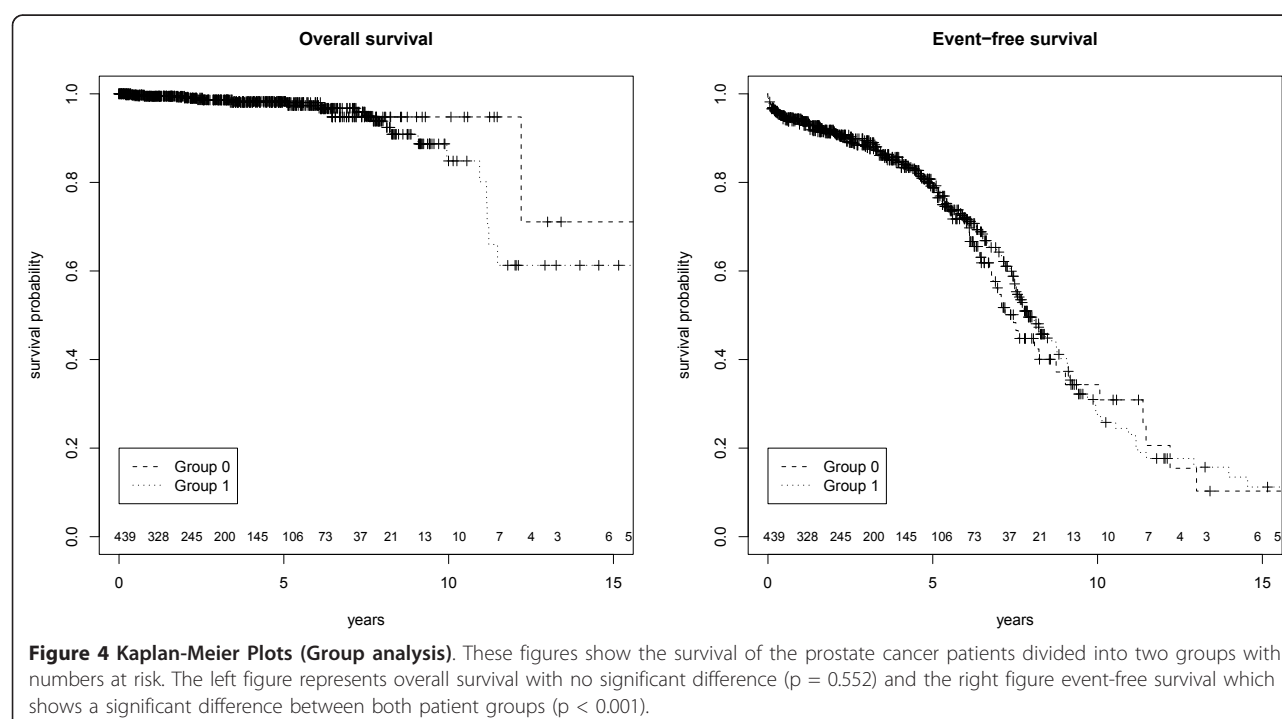 Overall survival
survival probability
1.0
0.8
0.6
0.4
0.2
0.0
Group 0
Group 1
439 328 245 200 145 106 73 37 21 13 10 7 4 3 6 5
0 5 10 15
years
Event−free survival
survival probability
1.0
0.8
0.6
0.4
0.2
0.0
Group 0
Group 1
439 328 245 200 145 106 73 37 21 13 10 7 4 3 6 5
0 5 10 15
years
Figure 4 Kaplan-Meier Plots (Group analysis). These figures show the survival of the prostate cancer patients divided into two groups with
numbers at risk. The left figure represents overall survival with no significant difference (p = 0.552) and the right figure event-free survival which
shows a significant difference between both patient groups (p < 0.001).